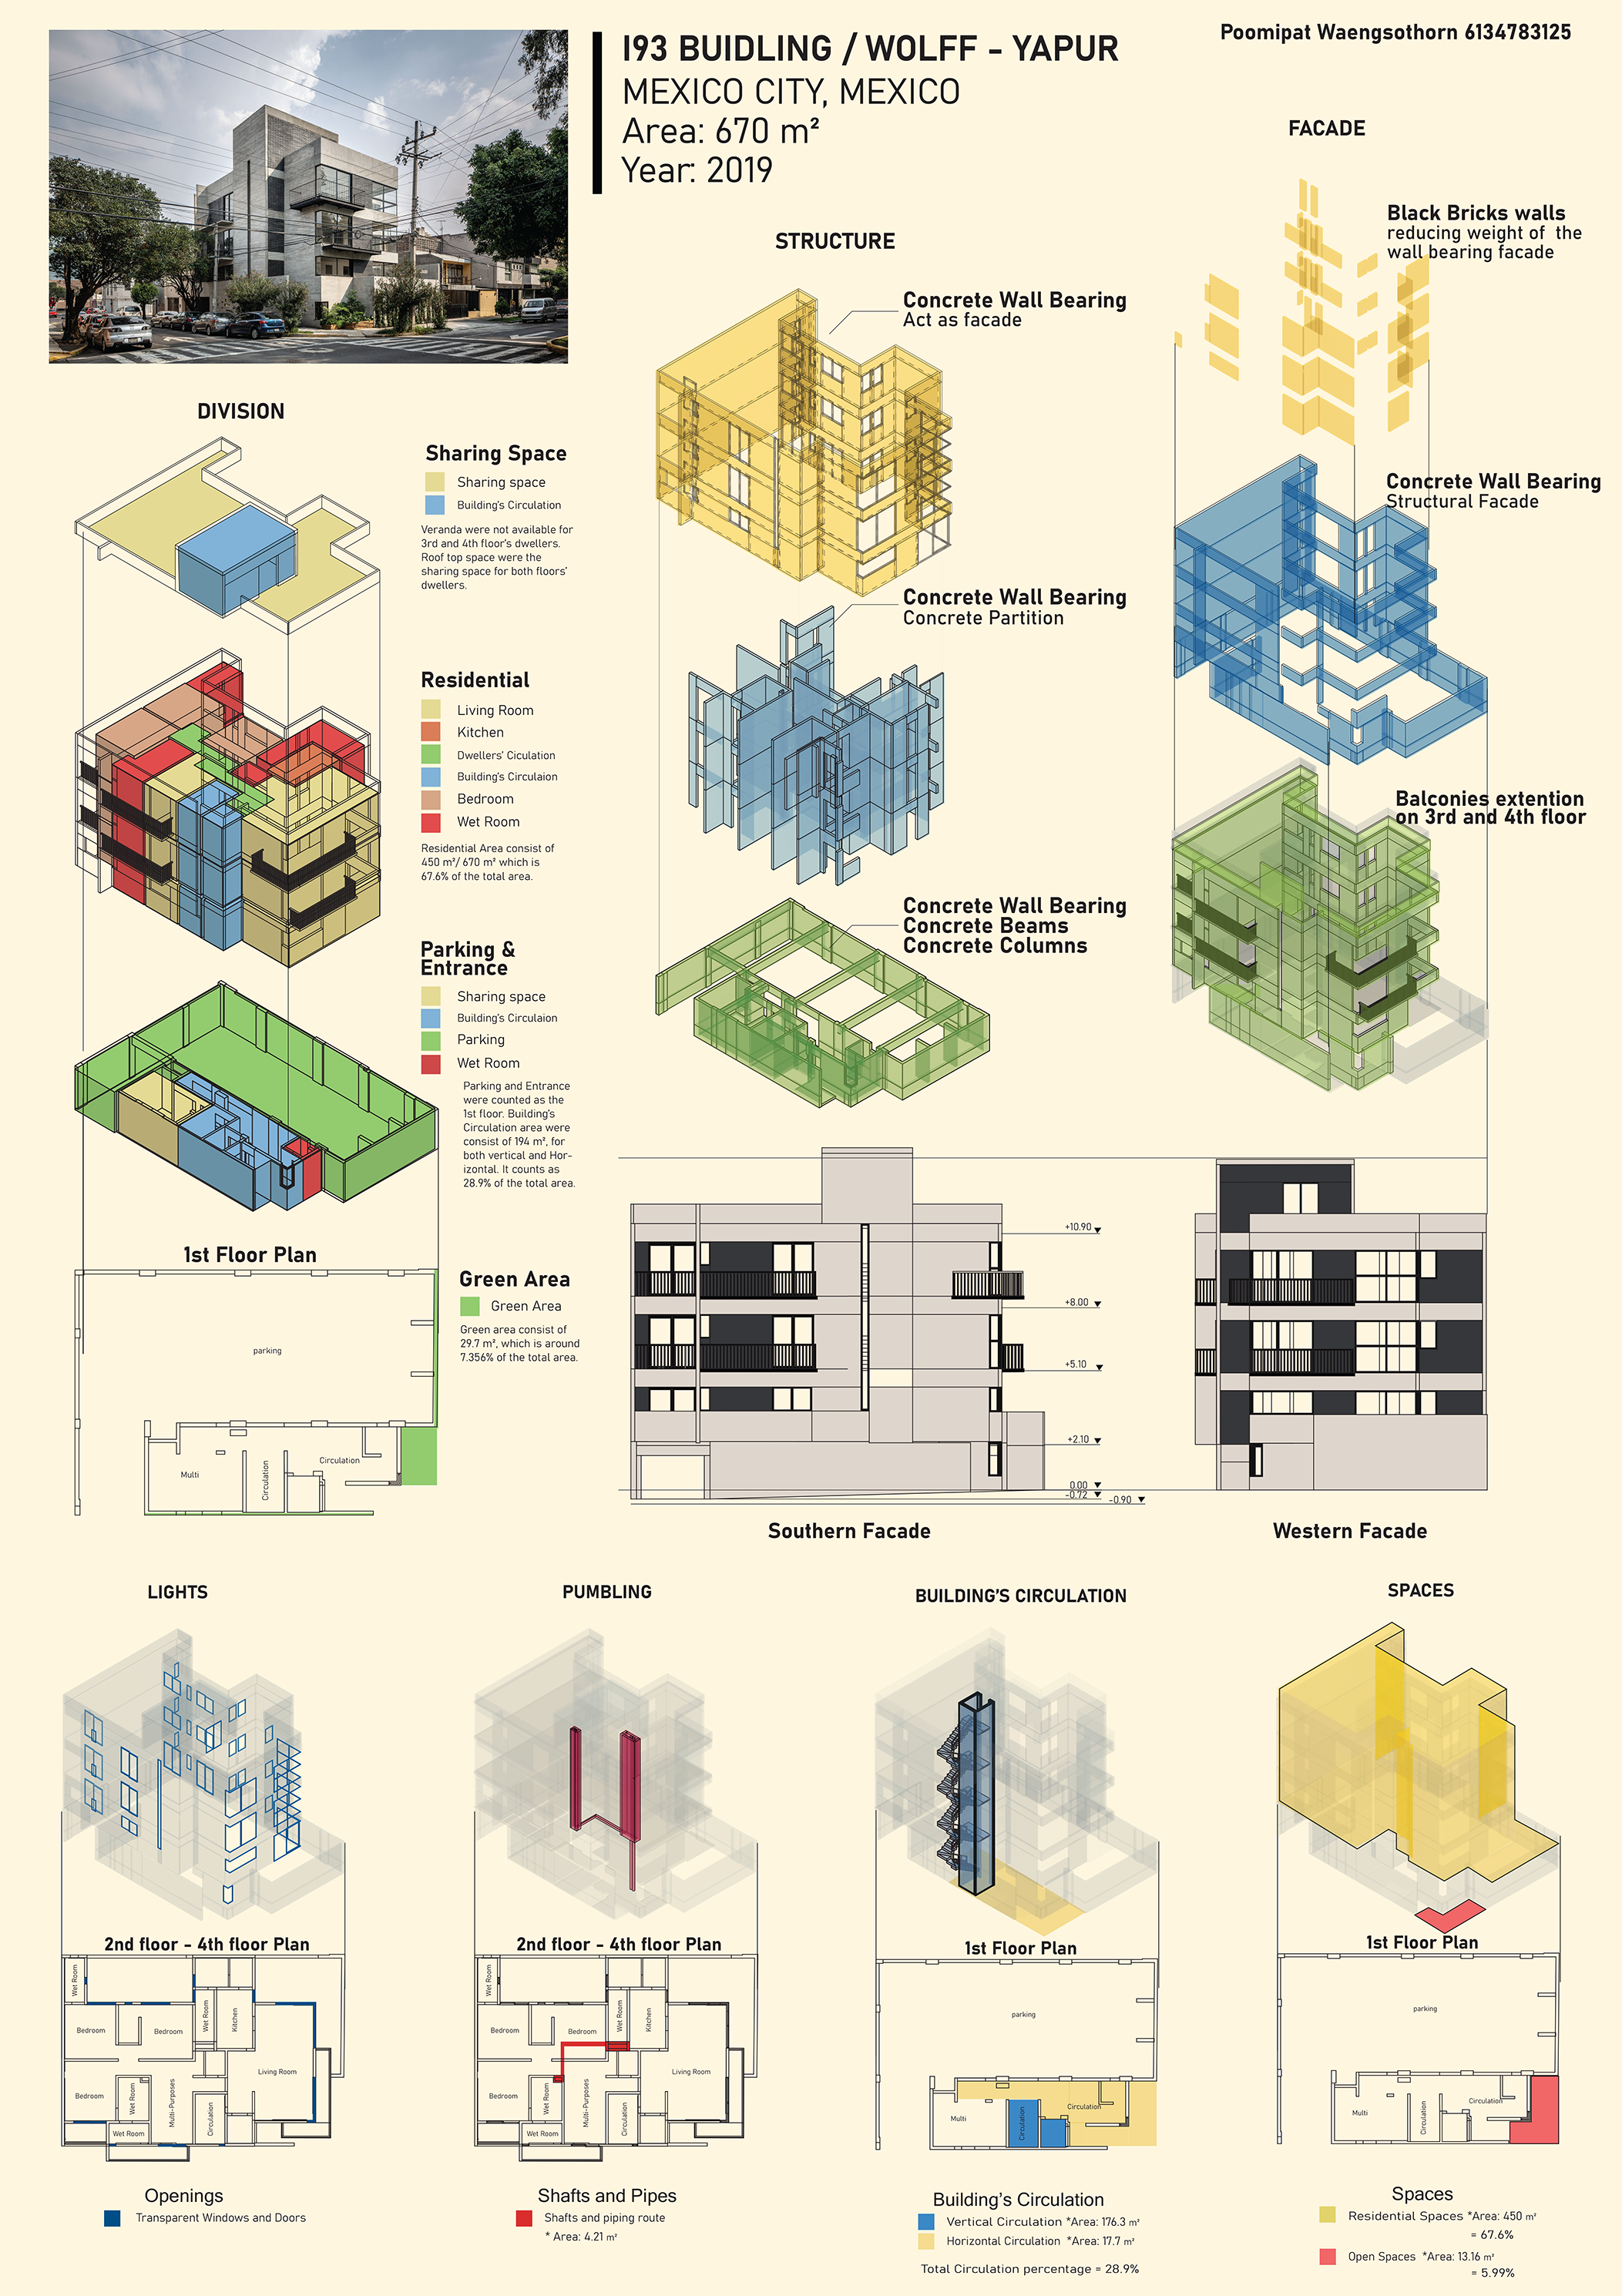 I93 BUIDLING / WOLFF - YAPUR
MEXICO CITY, MEXICO
Area: 670 m²
Year: 2019
Poomipat Waengsothorn 6134783125
FACADE
Black Bricks walls
reducing weight of the
wall bearing facade
Concrete Wall Bearing
Structural Facade
Balconies extention
on 3rd and 4th floor
STRUCTURE
Concrete Wall Bearing
Act as facade
Concrete Wall Bearing
Concrete Partition
Concrete Wall Bearing
Concrete Beams
Concrete Columns
DIVISION
Sharing Space
Sharing space
Building's Circulation
Veranda were not available for
3rd and 4th floor's dwellers.
Roof top space were the
sharing space for both floors'
dwellers.
Residential
Living Room
Kitchen
Dwellers' Ciculation
Building's Circulaion
Bedroom
Wet Room
Residential Area consist of
450 m²/ 670 m² which is
67.6% of the total area.
Parking &
Entrance
Sharing space
Building's Circulaion
Parking
Wet Room
Parking and Entrance
were counted as the
1st floor. Building's
Circulation area were
consist of 194 m², for
both vertical and Hor-
izontal. It counts as
28.9% of the total area.
1st Floor Plan
parking
Multi
Circulation
Circulation
Green Area
Green Area
Green area consist of
29.7 m², which is around
7.356% of the total area.
+10.90
+8.00
+5.10
+2.10
0.00
-0.72
-0.90
Southern Facade
Western Facade
LIGHTS
2nd floor - 4th floor Plan
Wet Room
Bedroom
Bedroom
Wet Room
Kitchen
Living Room
Bedroom
Wet Room
Multi-Purposes
Circulation
Wet Room
Openings
Transparent Windows and Doors
PUMBLING
2nd floor - 4th floor Plan
Wet Room
Bedroom
Bedroom
Wet Room
Kitchen
Living Room
Bedroom
Wet Room
Multi-Purposes
Circulation
Wet Room
Shafts and Pipes
Shafts and piping route
* Area: 4.21 m²
BUILDING'S CIRCULATION
1st Floor Plan
parking
Multi
Circulation
Circulation
Building's Circulation
Vertical Circulation *Area: 176.3 m²
Horizontal Circulation *Area: 17.7 m²
Total Circulation percentage = 28.9%
SPACES
1st Floor Plan
parking
Multi
Circulation
Circulation
Spaces
Residential Spaces *Area: 450 m²
= 67.6%
Open Spaces *Area: 13.16 m²
= 5.99%